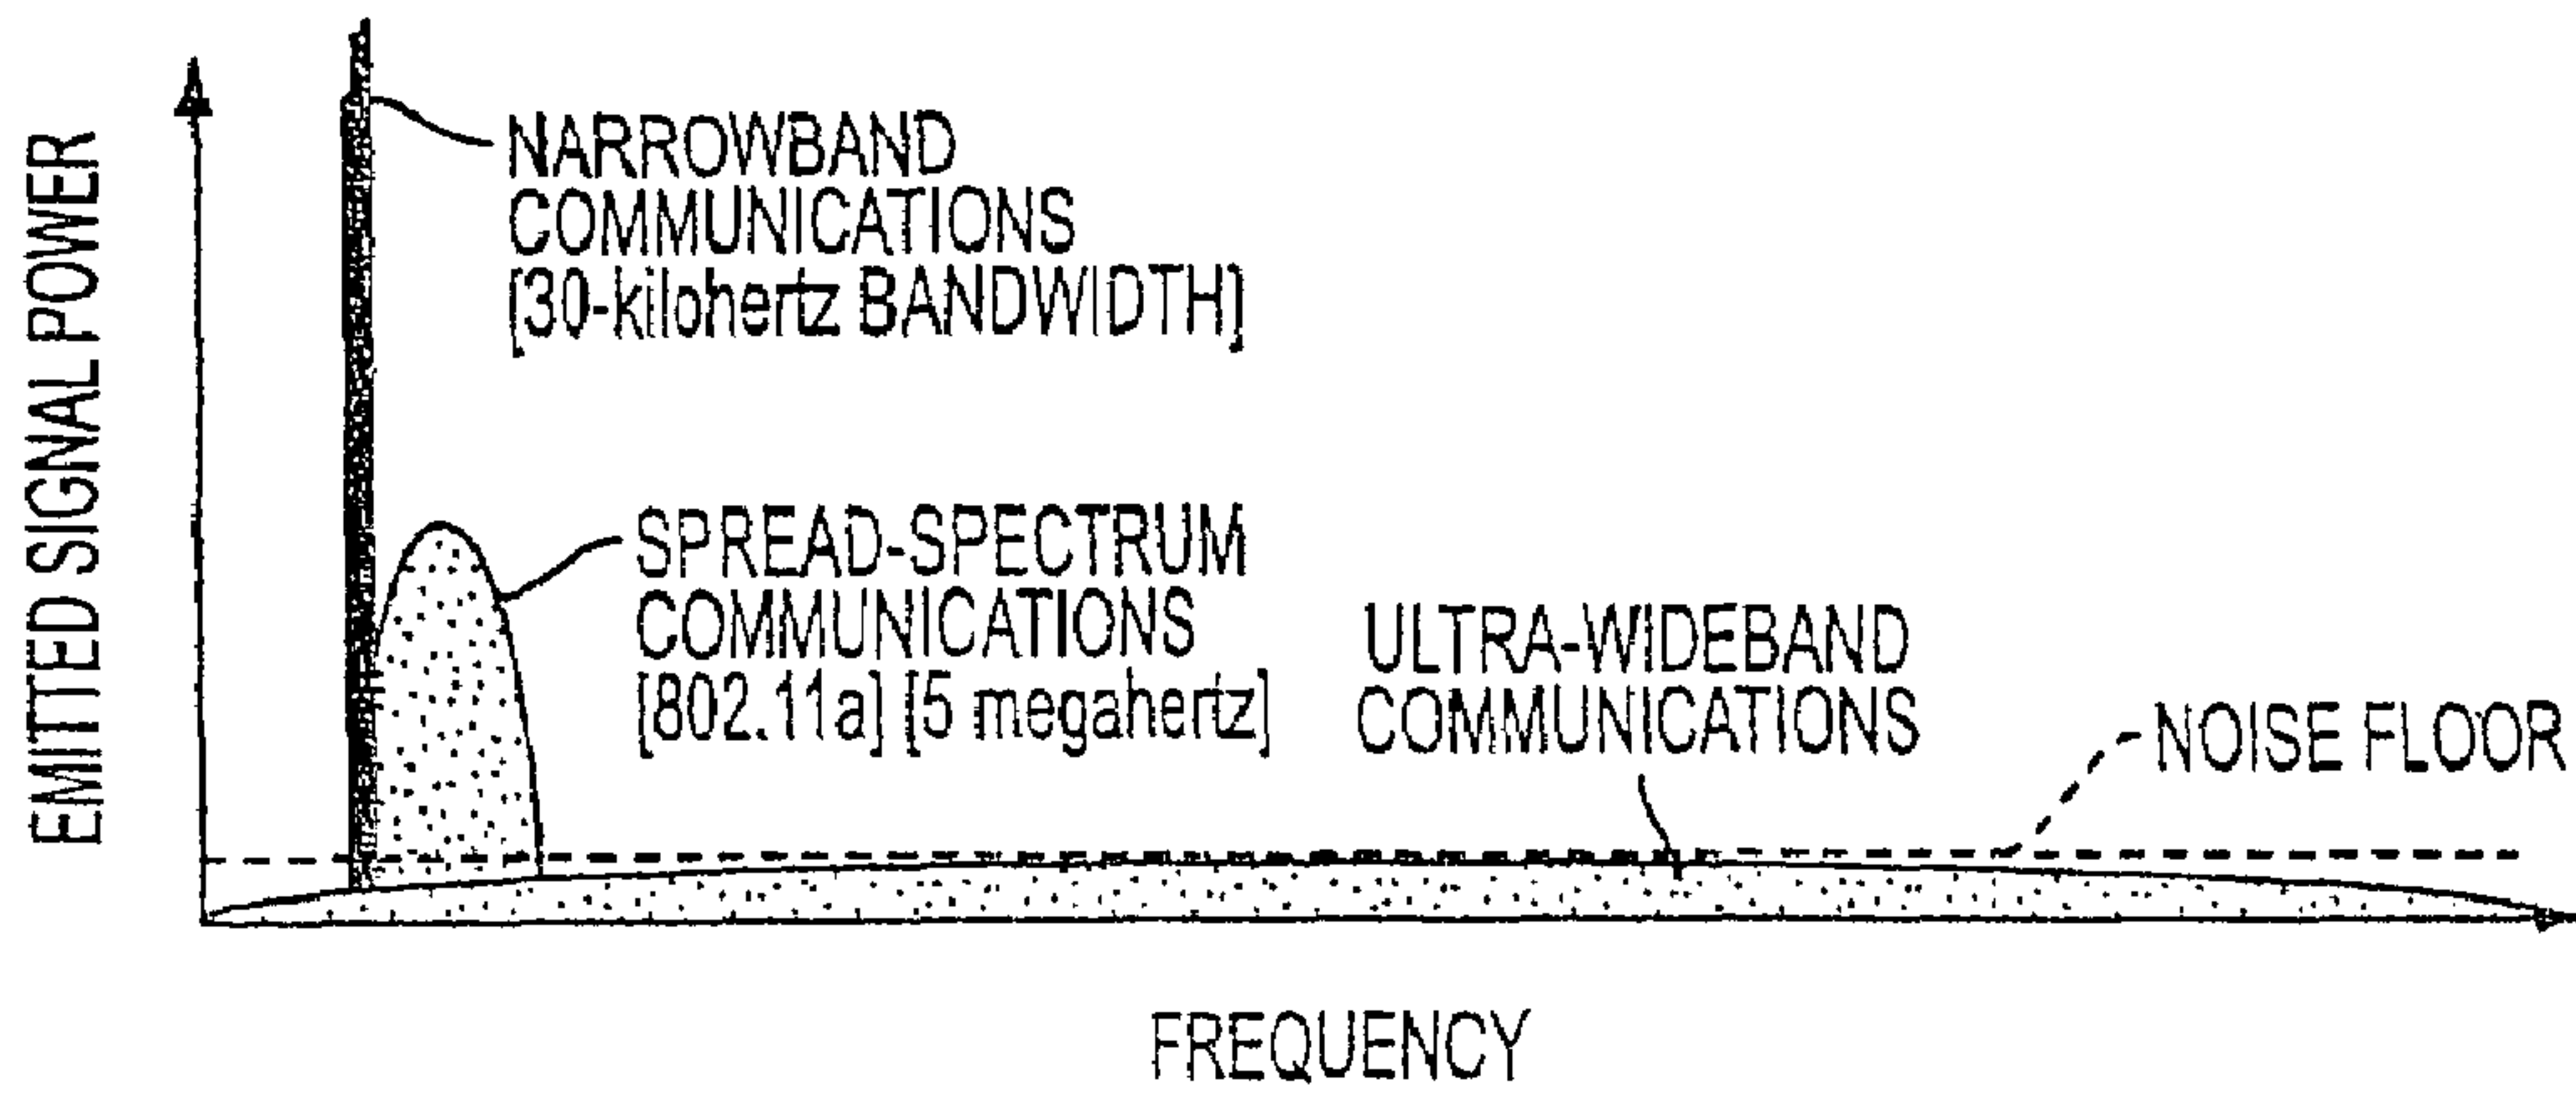 EMITTED SIGNAL POWER
NARROWBAND
COMMUNICATIONS
[30-kilohertz BANDWIDTH]
SPREAD-SPECTRUM
COMMUNICATIONS
[802.11a] [5 megahertz]
ULTRA-WIDEBAND
COMMUNICATIONS
NOISE FLOOR
FREQUENCY